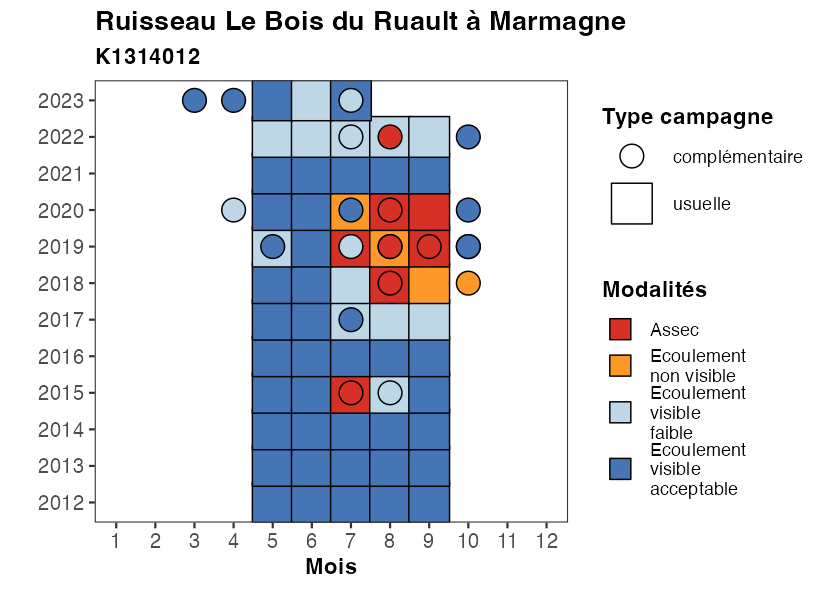 Ruisseau Le Bois du Ruault à Marmagne
K1314012
2023
2022
2021
2020
2019
2018
2017
2016
2015
2014
2013
2012
1 2 3 4 5 6 7 8 9 10 11 12
Mois
Type campagne
complémentaire
usuelle
Modalités
Assec
Ecoulement
non visible
Ecoulement
visible
faible
Ecoulement
visible
acceptable